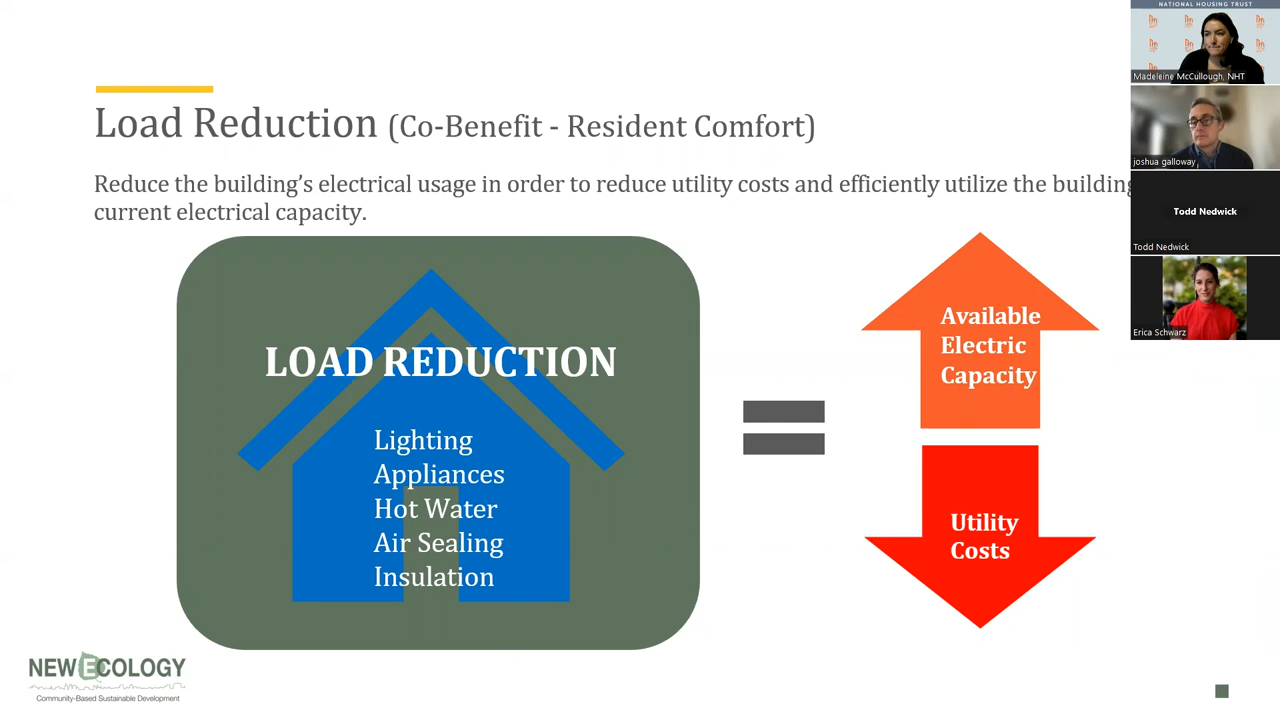 NATIONAL HOUSING TRUST
Madeleine McCullough, NHT
Load Reduction (Co-Benefit - Resident Comfort)
joshua galloway
Reduce the building's electrical usage in order to reduce utility costs and efficiently utilize the building
current electrical capacity.
Todd Nedwick
Todd Nedwick
Erica Schwarz
LOAD REDUCTION
Lighting
Appliances
Hot Water
Air Sealing
Insulation
Available
Electric
Capacity
Utility
Costs
NEW ECOLOGY
Community-Based Sustainable Development